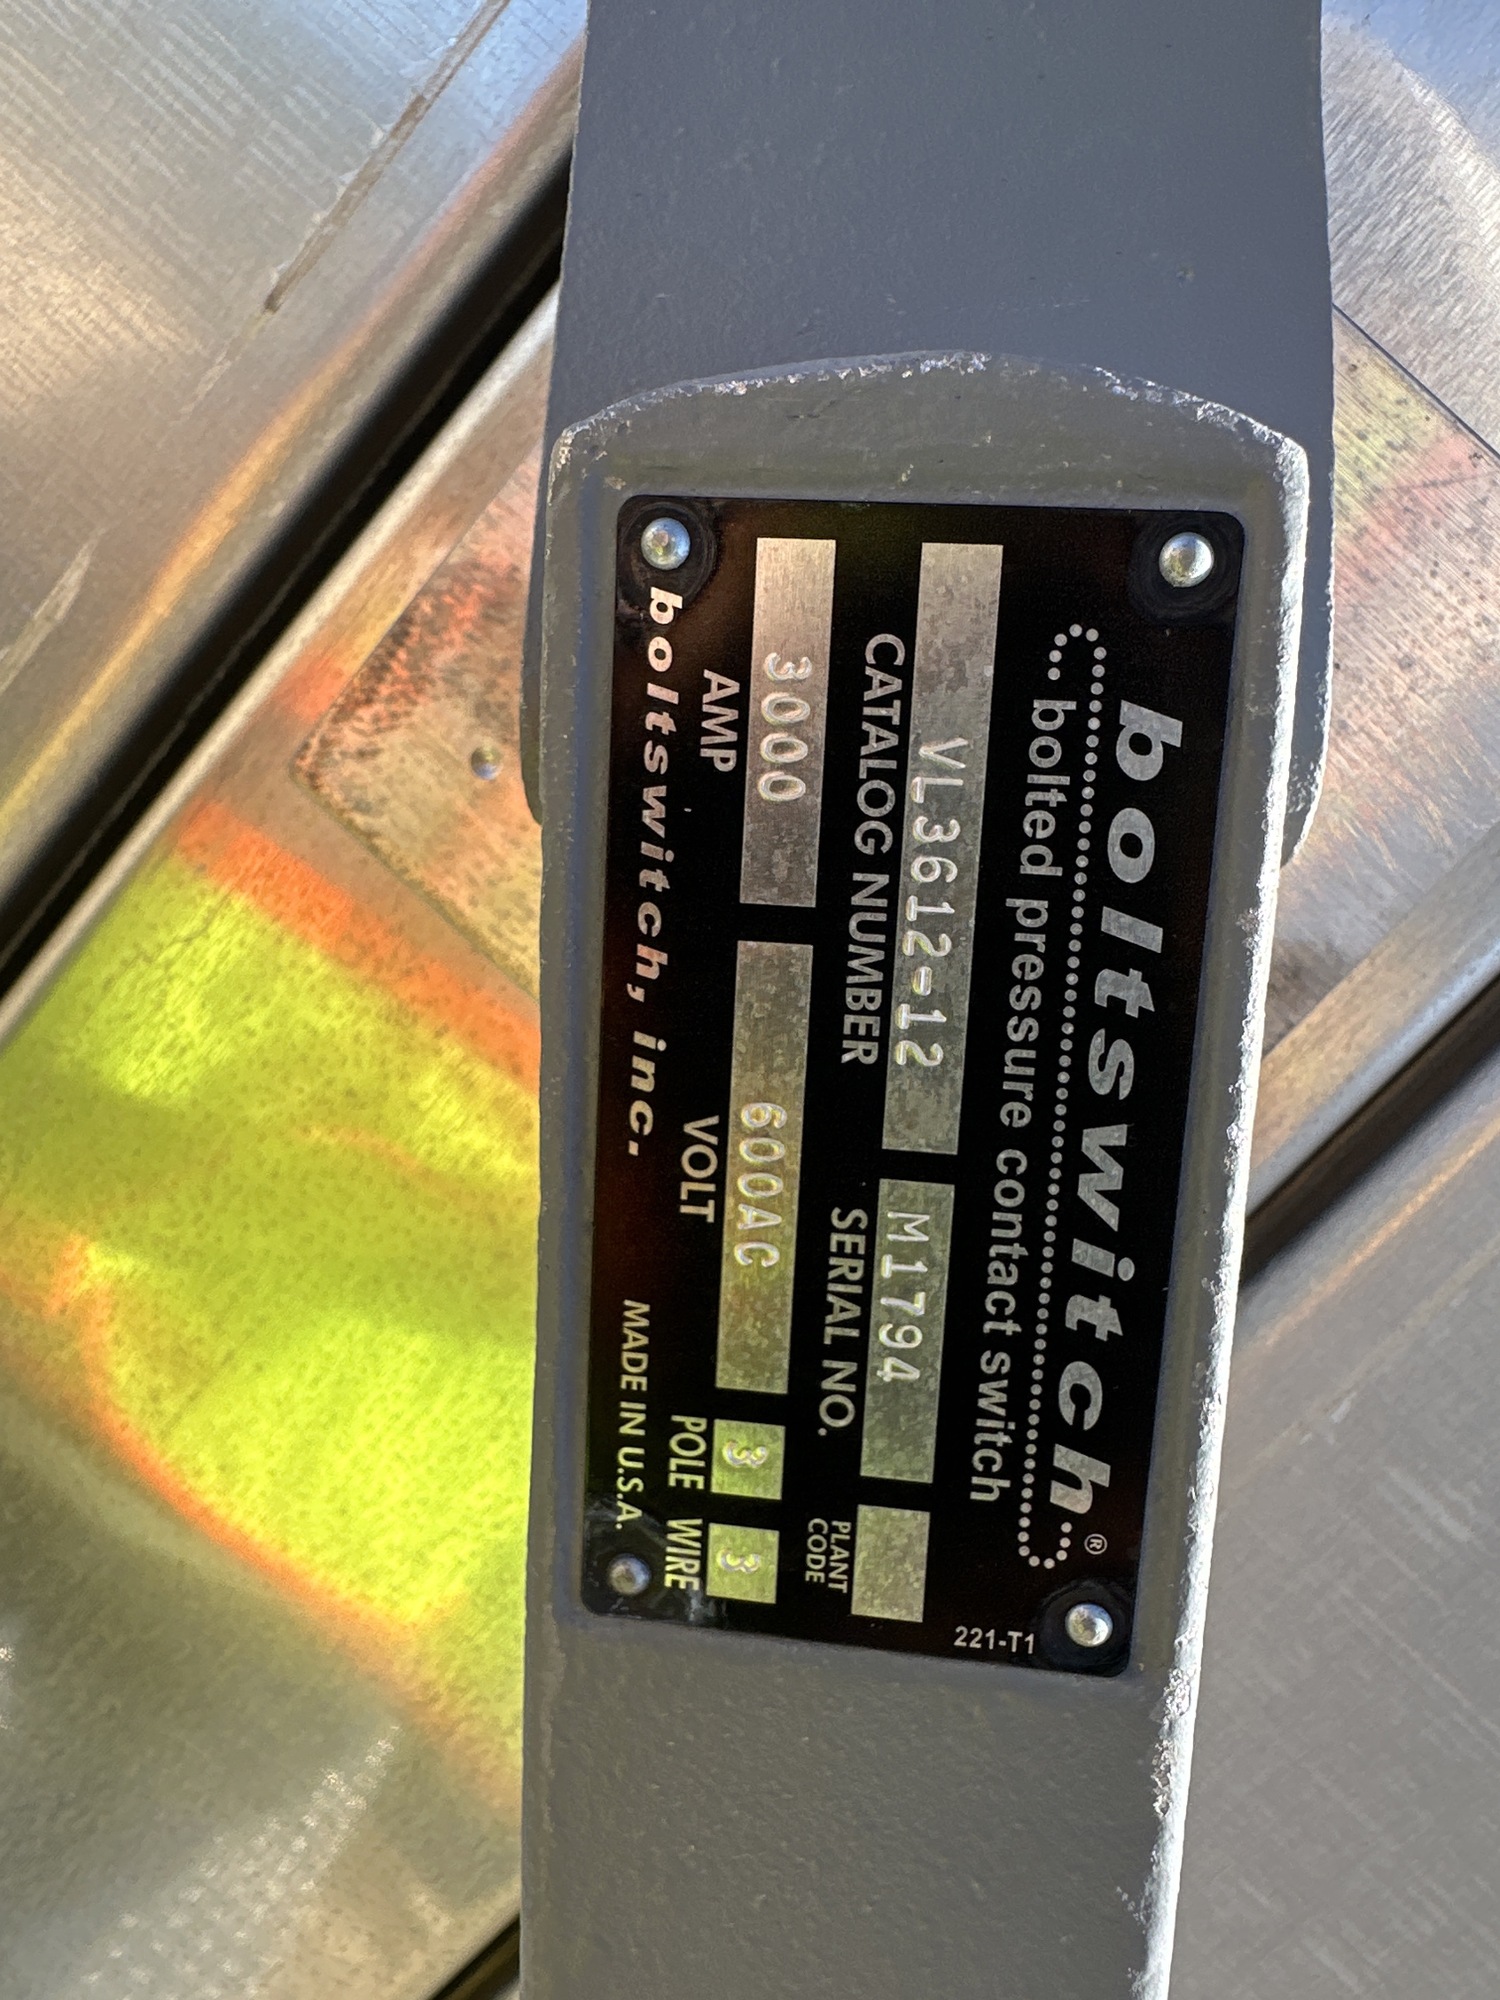 boltswitch®
bolted pressure contact switch
VL3612-12 M1794
CATALOG NUMBER SERIAL NO. PLANT CODE
3000 600AC 3 3
AMP VOLT POLE WIRE
boltswitch, inc. MADE IN U.S.A.
221-T1